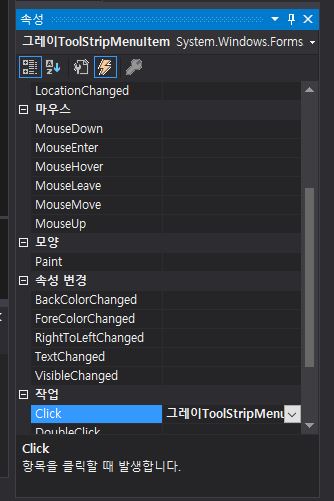 속성
그레이ToolStripMenuItem System.Windows.Forms
LocationChanged
마우스
MouseDown
MouseEnter
MouseHover
MouseLeave
MouseMove
MouseUp
모양
Paint
속성 변경
BackColorChanged
ForeColorChanged
RightToLeftChanged
TextChanged
VisibleChanged
작업
Click 그레이ToolStripMenu
DoubleClick
Click
항목을 클릭할 때 발생합니다.